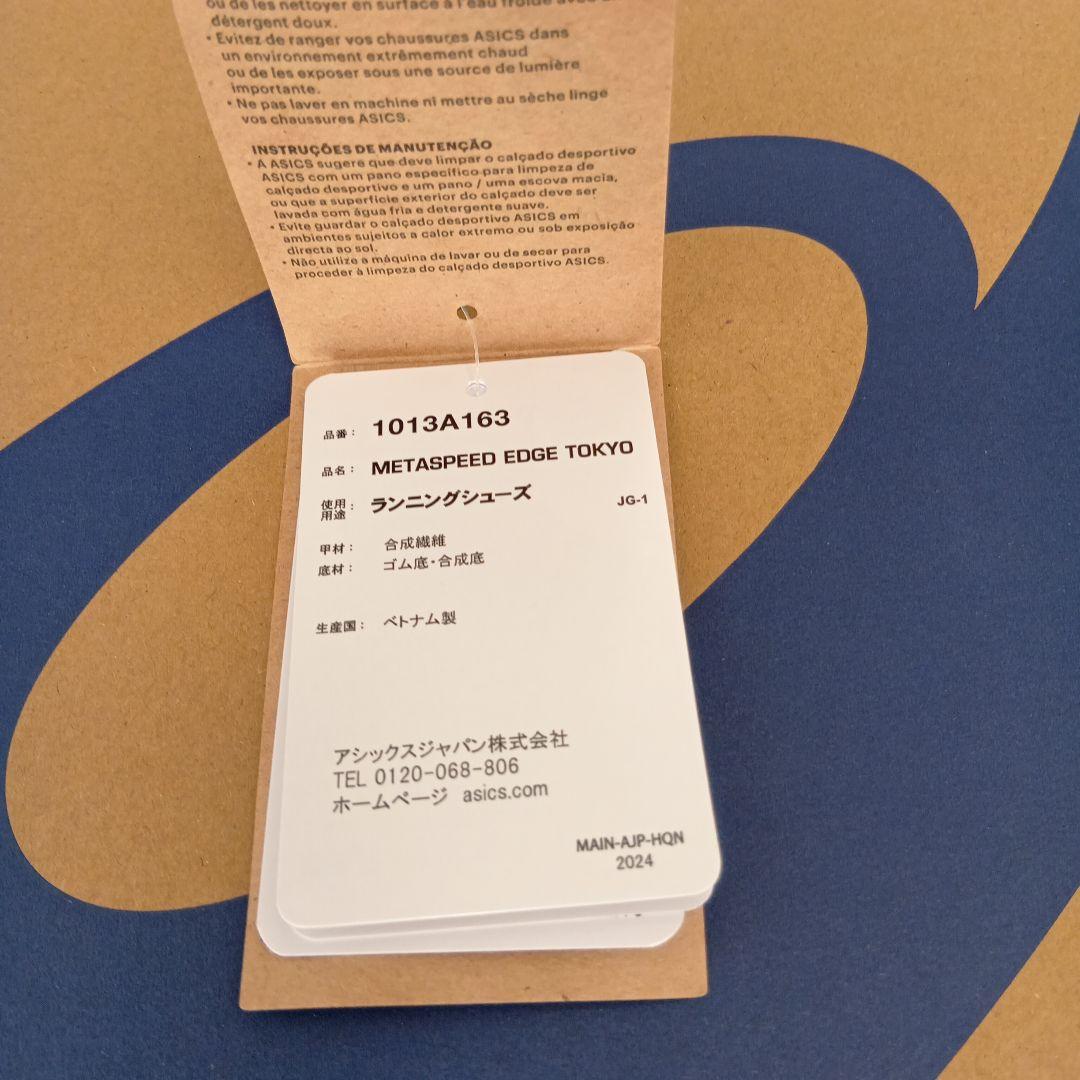 ou de les nettoyer en surface à l'eau froide avec
détergent doux.
• Evitez de ranger vos chaussures ASICS dans
un environnement extrêmement chaud
ou de les exposer sous une source de lumière
importante.
• Ne pas laver en machine ni mettre au sèche linge
vos chaussures ASICS.
INSTRUÇÕES DE MANUTENÇÃO
• A ASICS sugere que deve limpar o calçado desportivo
ASICS com um pano específico para limpeza de
calçado desportivo e um pano / uma escova macia,
ou que a superfície exterior do calçado deve ser
lavada com água fria e detergente suave.
• Evite guardar o calçado desportivo ASICS em
ambientes sujeitos a calor extremo ou sob exposição
directa ao sol.
• Não utilize a máquina de lavar ou de secar para
proceder à limpeza do calçado desportivo ASICS.
品番: 1013A163
品名: METASPEED EDGE TOKYO
使用用途: ランニングシューズ JG-1
甲材: 合成繊維
底材: ゴム底・合成底
生産国: ベトナム製
アシックスジャパン株式会社
TEL 0120-068-806
ホームページ asics.com
MAIN-AJP-HQN
2024